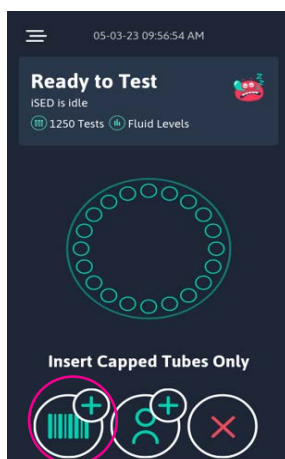 05-03-23 09:56:54 AM
Ready to Test
iSED is idle
1250 Tests Fluid Levels
Insert Capped Tubes Only